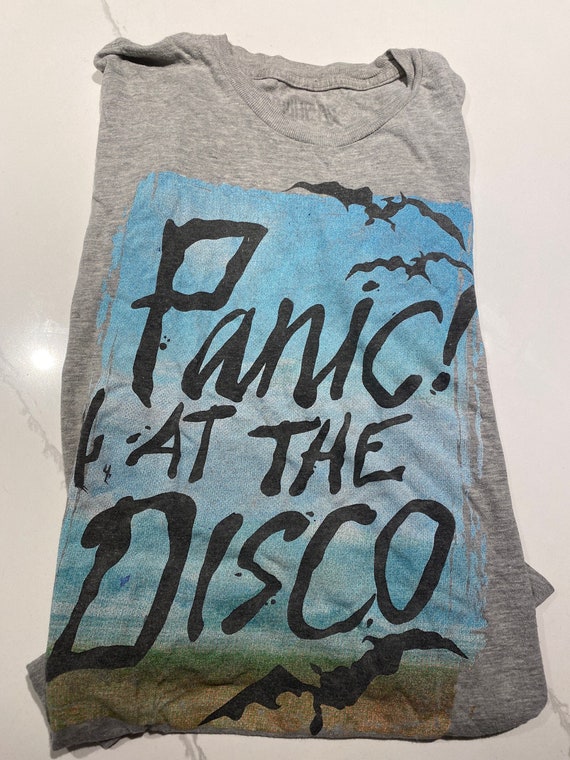 Panic!
AT THE
DISCO